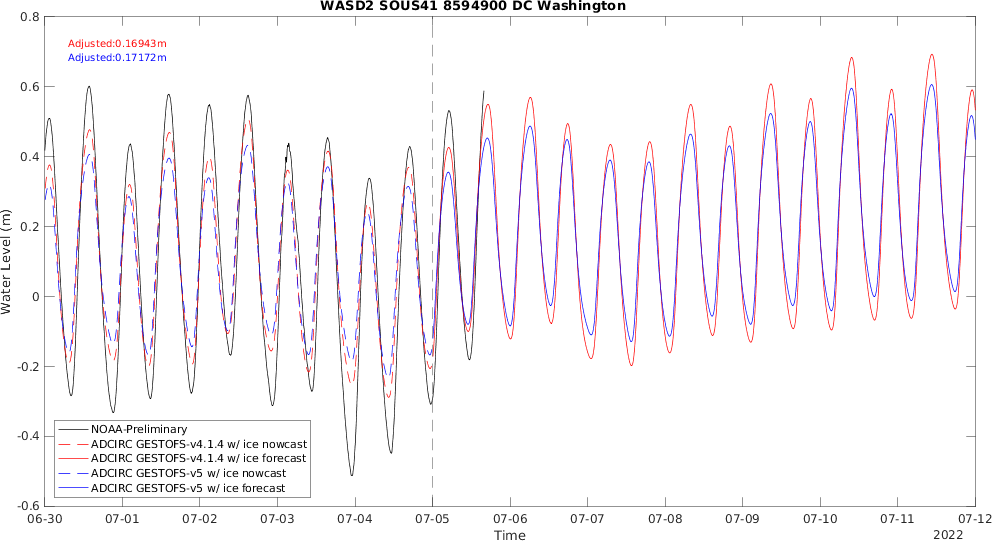 WASD2 SOUS41 8594900 DC Washington
Adjusted:0.16943m
Adjusted:0.17172m
0.8
0.6
0.4
0.2
0
-0.2
-0.4
-0.6
Water Level (m)
NOAA-Preliminary
ADCIRC GESTOFS-v4.1.4 w/ ice nowcast
ADCIRC GESTOFS-v4.1.4 w/ ice forecast
ADCIRC GESTOFS-v5 w/ ice nowcast
ADCIRC GESTOFS-v5 w/ ice forecast
06-30 07-01 07-02 07-03 07-04 07-05 07-06 07-07 07-08 07-09 07-10 07-11 07-12
Time
2022